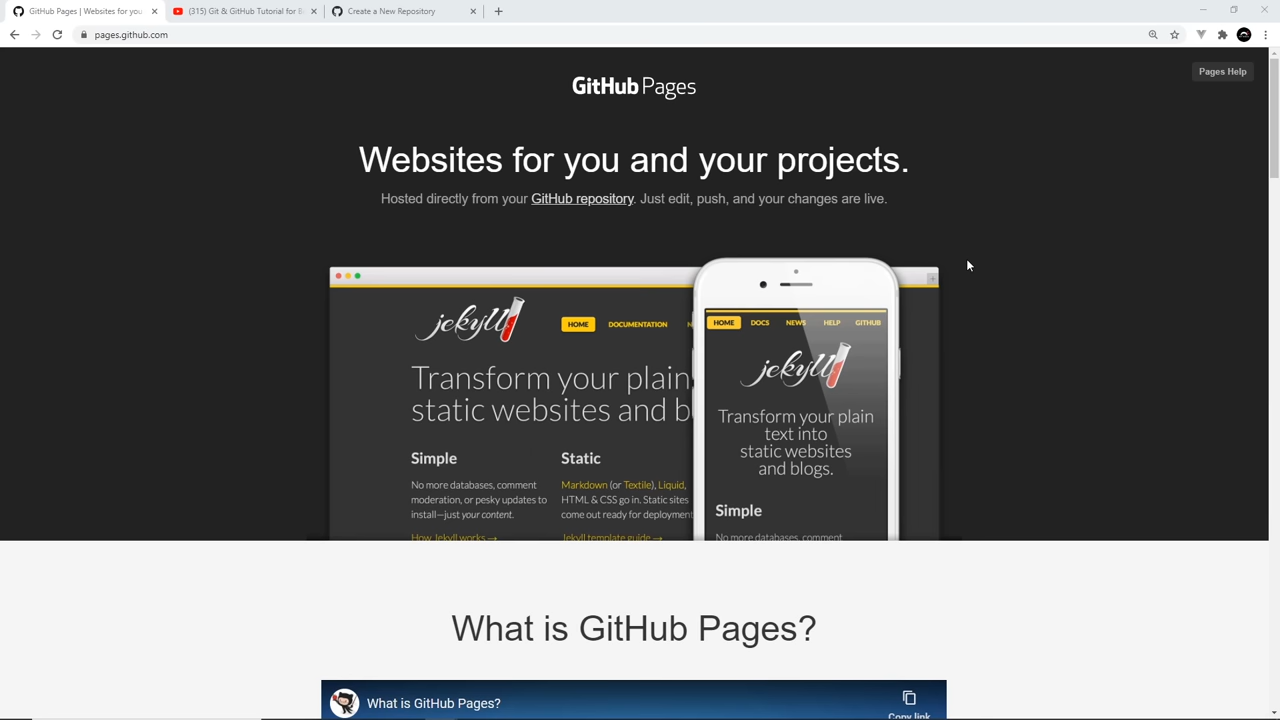 GitHub Pages | Websites for you
(315) Git & GitHub Tutorial for B
Create a New Repository
pages.github.com
Pages Help
GitHub Pages
Websites for you and your projects.
Hosted directly from your GitHub repository. Just edit, push, and your changes are live.
jekyll
HOME DOCUMENTATION N
Transform your plain
static websites and b
Simple
No more databases, comment
moderation, or pesky updates to
install—just your content.
How Jekyll works →
Static
Markdown (or Textile), Liquid,
HTML & CSS go in. Static sites
come out ready for deployment
Jekyll template guide →
HOME DOCS NEWS HELP GITHUB
jekyll
Transform your plain
text into
static websites
and blogs.
Simple
No more databases, comment
What is GitHub Pages?
What is GitHub Pages?
Copy link